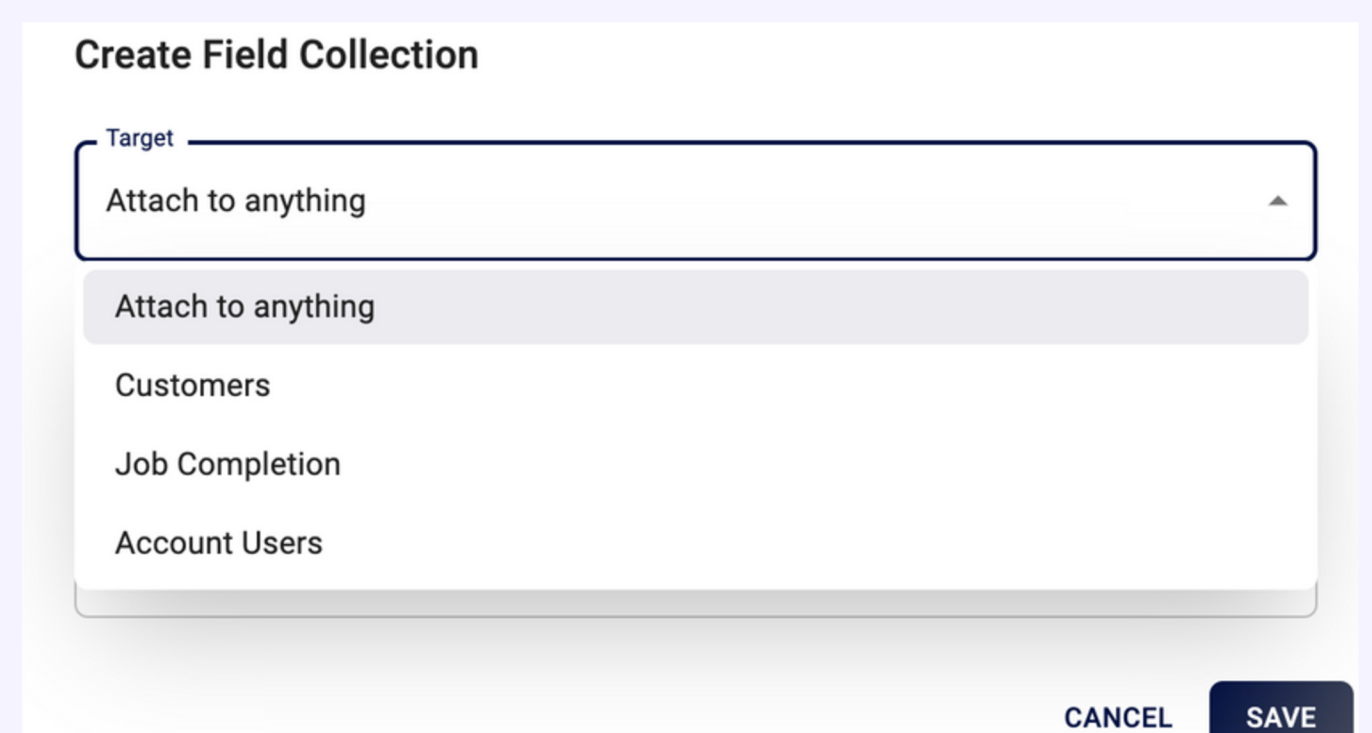 Create Field Collection
Target
Attach to anything
Attach to anything
Customers
Job Completion
Account Users
CANCEL SAVE